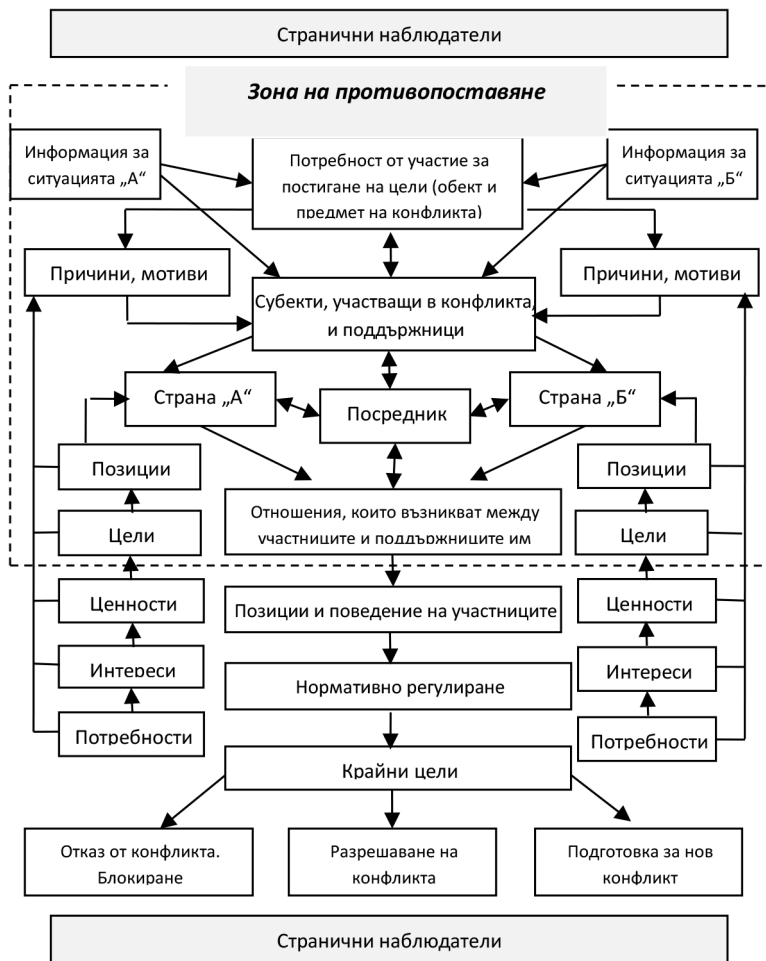 Странични наблюдатели
Зона на противопоставяне
Информация за
ситуацията „А“
Потребност от участие за
постигане на цели (обект и
предмет на конфликта)
Информация за
ситуацията „Б“
Причини, мотиви
Причини, мотиви
Субекти, участващи в конфликта,
и поддържници
Страна „А“
Посредник
Страна „Б“
Позиции
Позиции
Отношения, които възникват между
участниците и поддържниците им
Цели
Цели
Ценности
Позиции и поведение на участниците
Ценности
Интереси
Нормативно регулиране
Интереси
Потребности
Потребности
Крайни цели
Отказ от конфликта.
Блокиране
Разрешаване на
конфликта
Подготовка за нов
конфликт
Странични наблюдатели